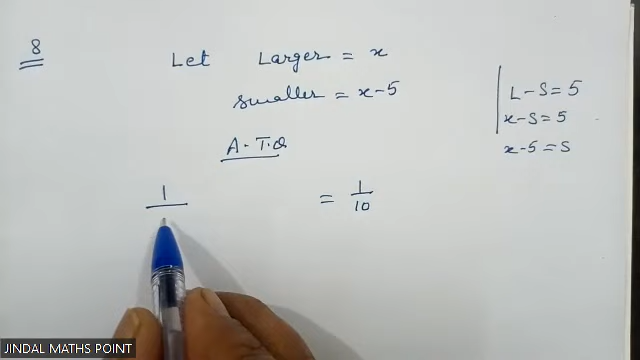 8
Let Larger = x
smaller = x-5
L-S=5
x-S=5
x-5=S
A.T.Q
1/ = 1/10
JINDAL MATHS POINT